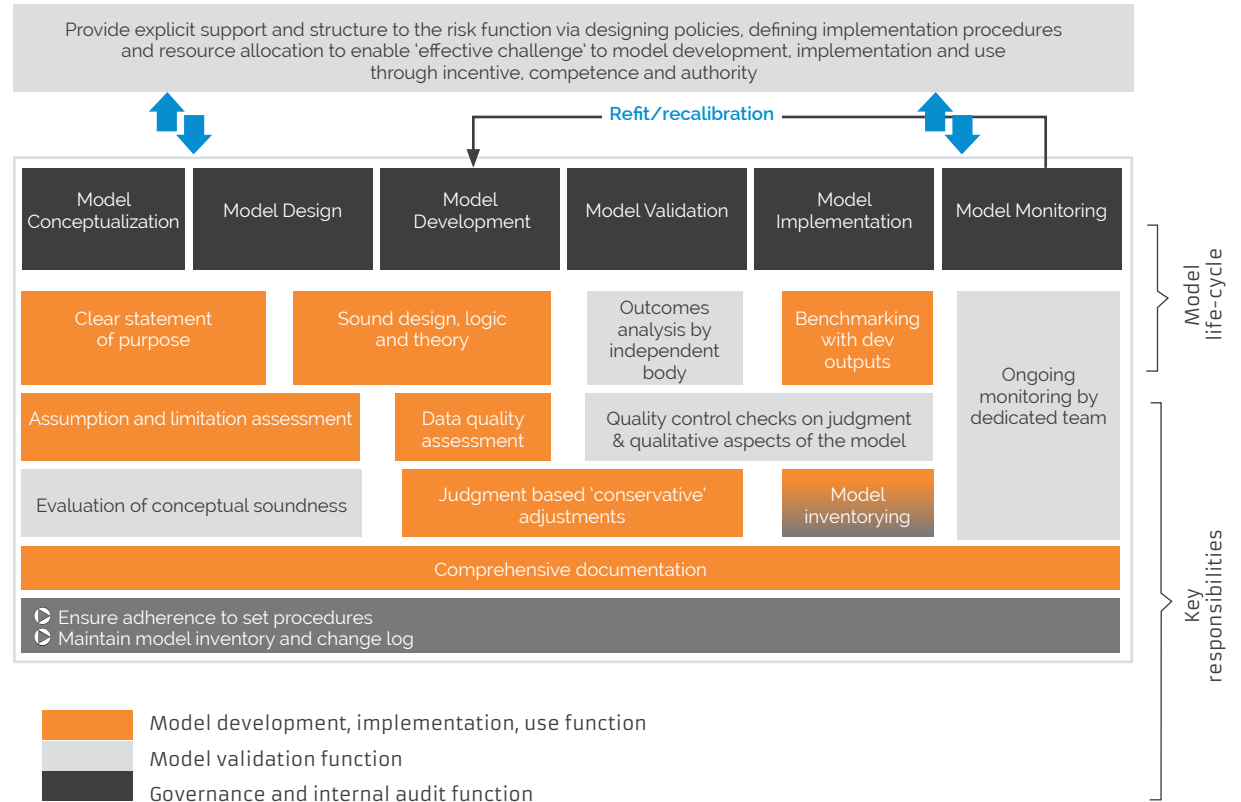 Provide explicit support and structure to the risk function via designing policies, defining implementation procedures
and resource allocation to enable ‘effective challenge’ to model development, implementation and use
through incentive, competence and authority
Refit/recalibration
Model
Conceptualization
Model Design
Model
Development
Model Validation
Model
Implementation
Model Monitoring
Clear statement
of purpose
Sound design, logic
and theory
Outcomes
analysis by
independent
body
Benchmarking
with dev
outputs
Ongoing
monitoring by
dedicated team
Assumption and limitation assessment
Data quality
assessment
Quality control checks on judgment
& qualitative aspects of the model
Evaluation of conceptual soundness
Judgment based ‘conservative’
adjustments
Model
inventorying
Comprehensive documentation
Ensure adherence to set procedures
Maintain model inventory and change log
Model
life-cycle
Key
responsibilities
Model development, implementation, use function
Model validation function
Governance and internal audit function